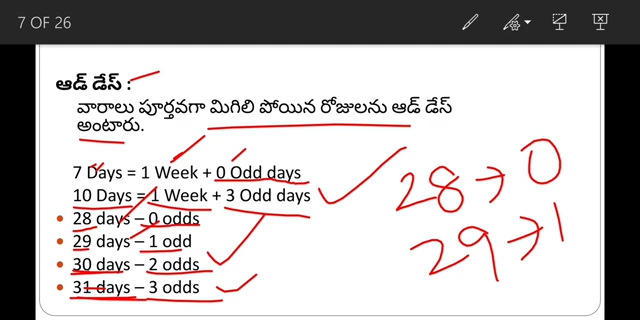 7 OF 26
ఆడ్ డేస్ :
వారాలు పూర్తవగా మిగిలి పోయిన రోజులను ఆడ్ డేస్
అంటారు.
7 Days = 1 Week + 0 Odd days
10 Days = 1 Week + 3 Odd days
• 28 days – 0 odds
• 29 days – 1 odd
• 30 days – 2 odds
• 31 days – 3 odds
28 → 0
29 → 1